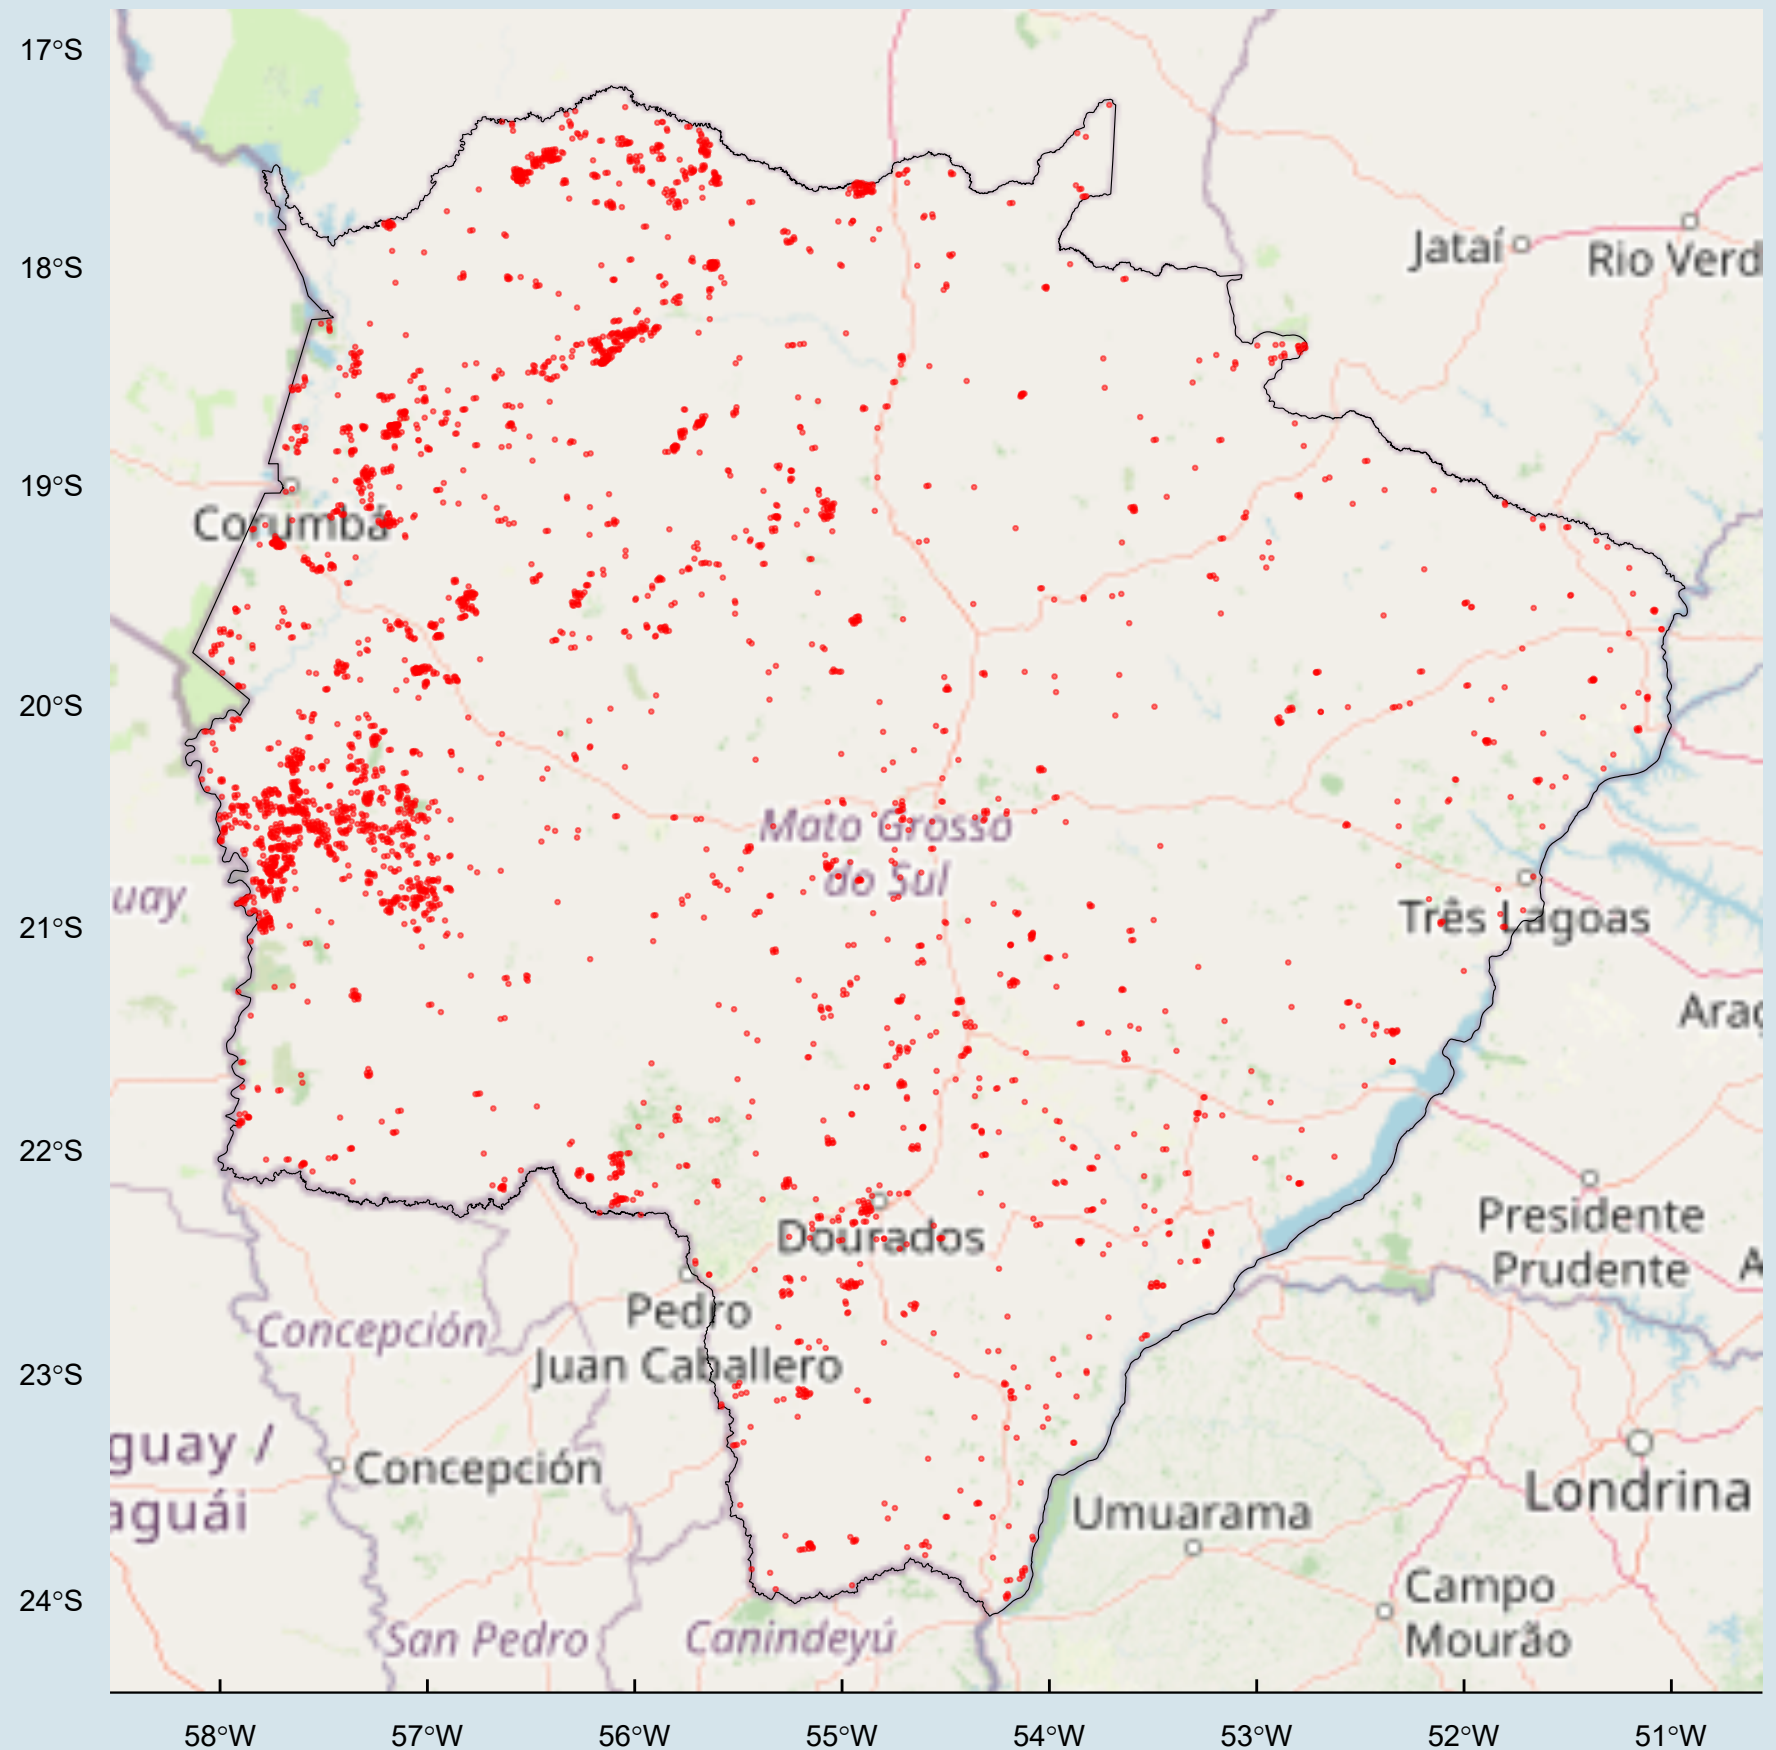 17°S
18°S
19°S
20°S
21°S
22°S
23°S
24°S
Jataí
Rio Verd
Corumbá
Mato Grosso
do Sul
uay
Três Lagoas
Araç
Dourados
Presidente
Prudente
A
Pedro
Juan Caballero
Concepción
guay /
aguái
Concepción
Umuarama
Londrina
Campo
Mourão
San Pedro
Canindeyú
58°W
57°W
56°W
55°W
54°W
53°W
52°W
51°W